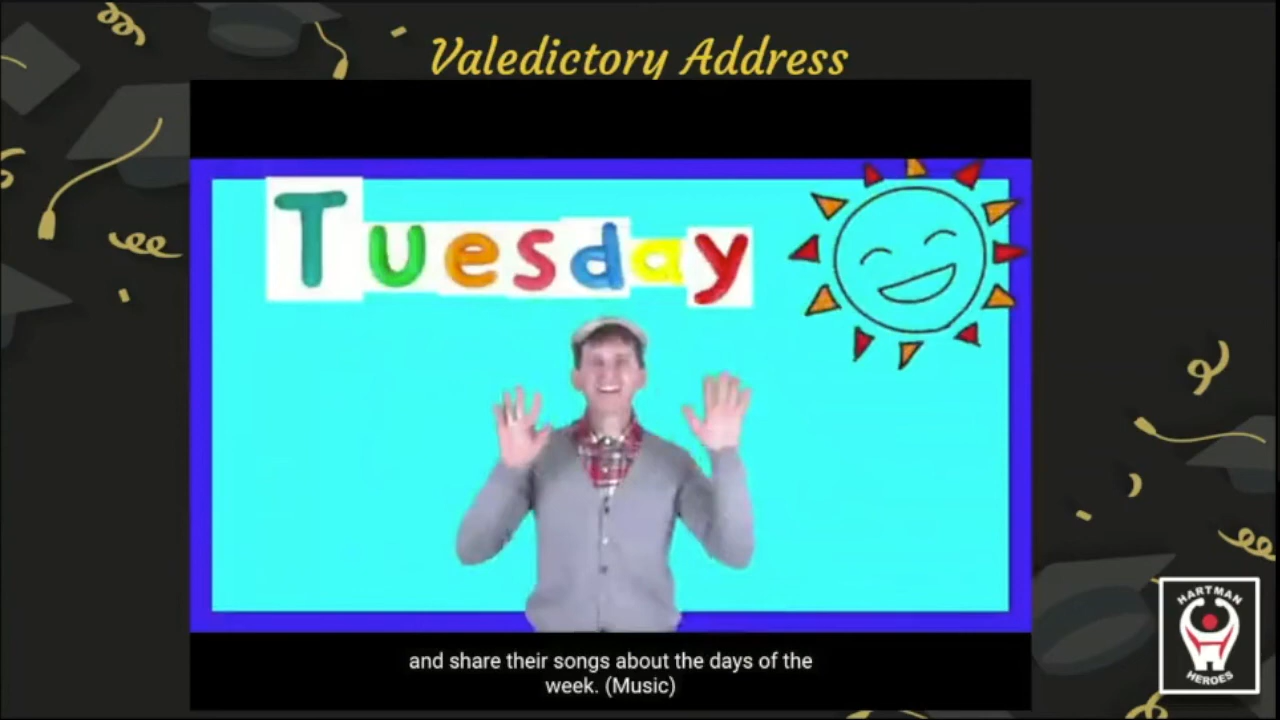 Valedictory Address
Tuesday
and share their songs about the days of the
week. (Music)
HARTMAN
HEROES